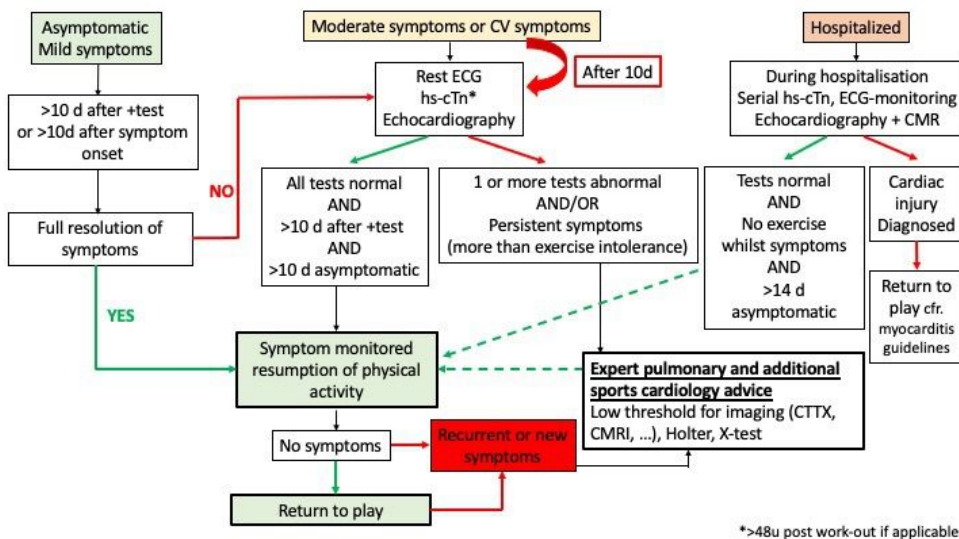 Asymptomatic
Mild symptoms
>10 d after +test
or >10d after symptom
onset
Full resolution of
symptoms
NO
YES
Moderate symptoms or CV symptoms
After 10d
Rest ECG
hs-cTn*
Echocardiography
All tests normal
AND
>10 d after +test
AND
>10 d asymptomatic
1 or more tests abnormal
AND/OR
Persistent symptoms
(more than exercise intolerance)
Hospitalized
During hospitalisation
Serial hs-cTn, ECG-monitoring
Echocardiography + CMR
Tests normal
AND
No exercise
whilst symptoms
AND
>14 d
asymptomatic
Cardiac
injury
Diagnosed
Return to
play cfr.
myocarditis
guidelines
Symptom monitored
resumption of physical
activity
Expert pulmonary and additional
sports cardiology advice
Low threshold for imaging (CTTX,
CMRI, ...), Holter, X-test
No symptoms
Recurrent or new
symptoms
Return to play
*>48u post work-out if applicable